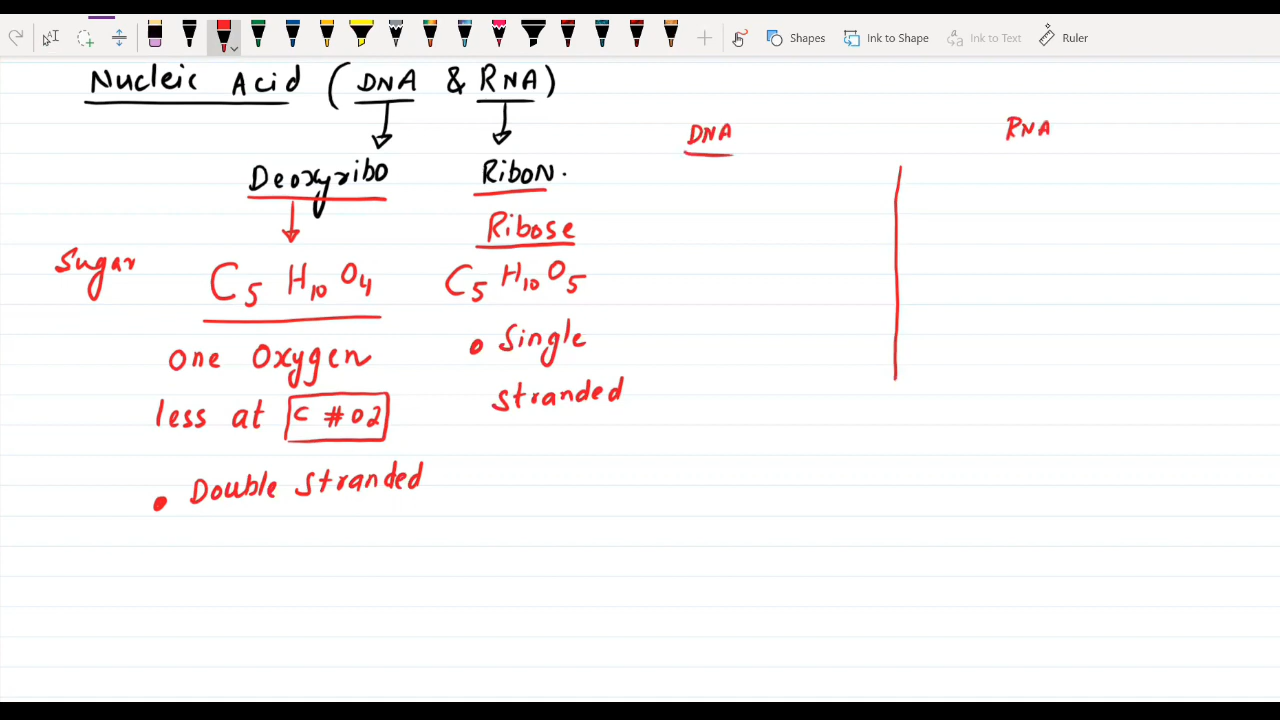 Shapes
Ink to Shape
Ink to Text
Ruler
Nucleic Acid (DNA & RNA)
DNA
RNA
Deoxyribo
RiboN.
Ribose
Sugar
C5 H10 O4
C5 H10 O5
one Oxygen
less at C #02
• Single
stranded
• Double stranded